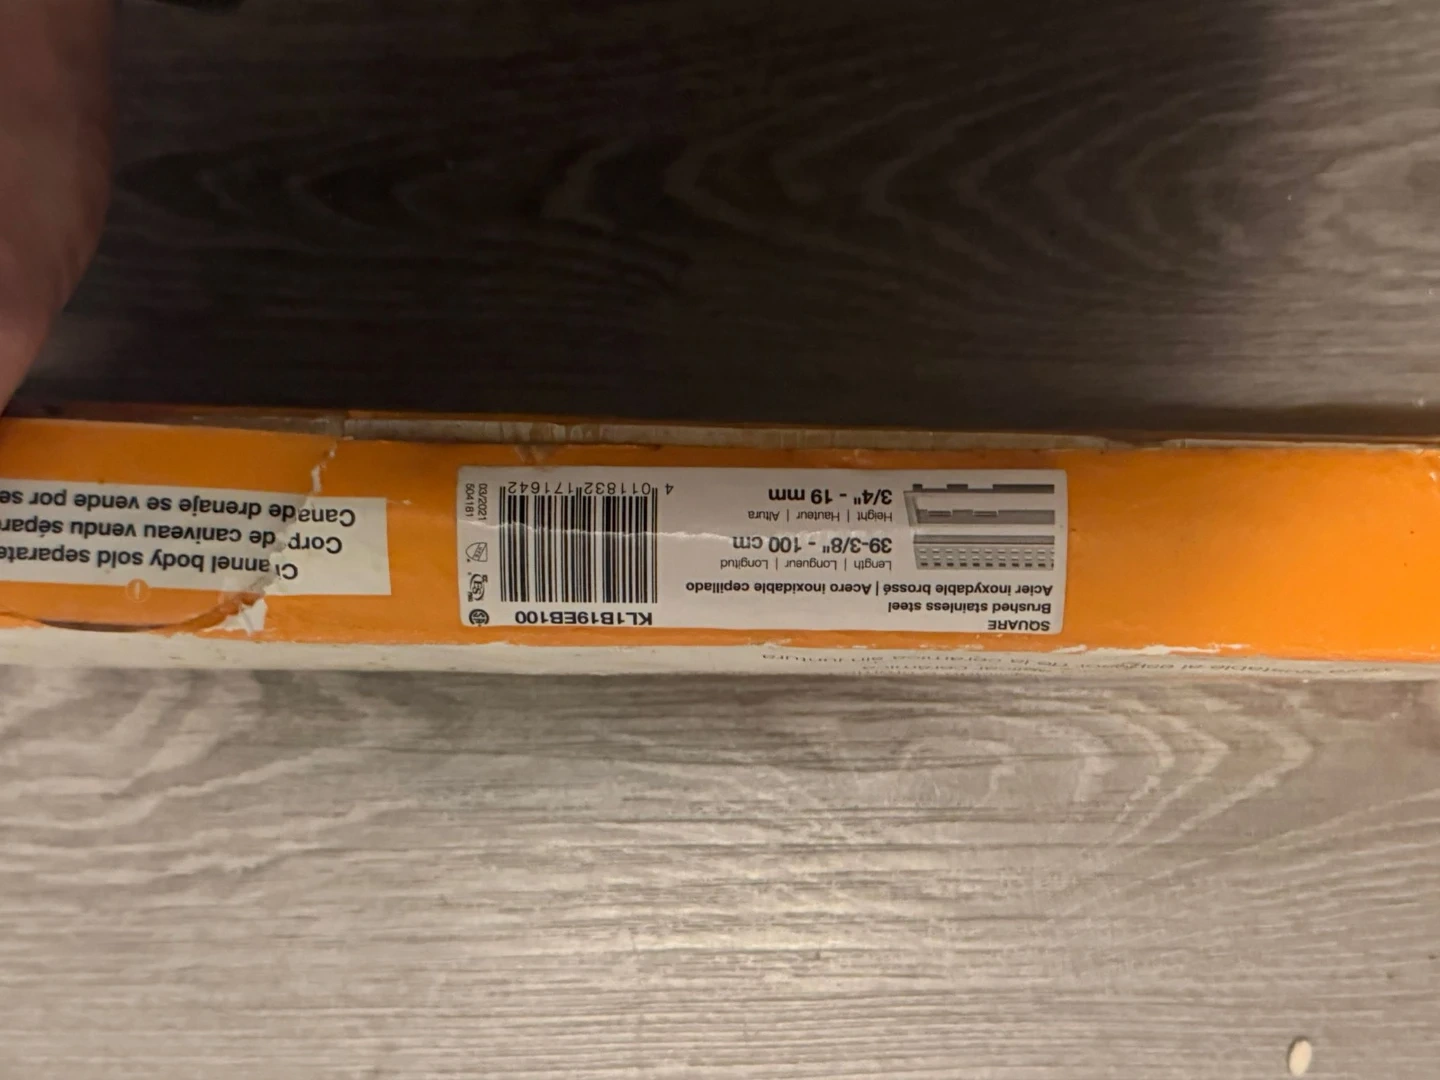 SQUARE
Brushed stainless steel
Acier inoxydable brossé | Acero inoxidable cepillado
Length | Longueur | Longitud
39-3/8" - 100 cm
Height | Hauteur | Altura
3/4" - 19 mm
KL1B19EB100
4 011832 171642
03/2021
504181
Channel body sold separate
Corps de caniveau vendu sépar
Canal de drenaje se vende por se